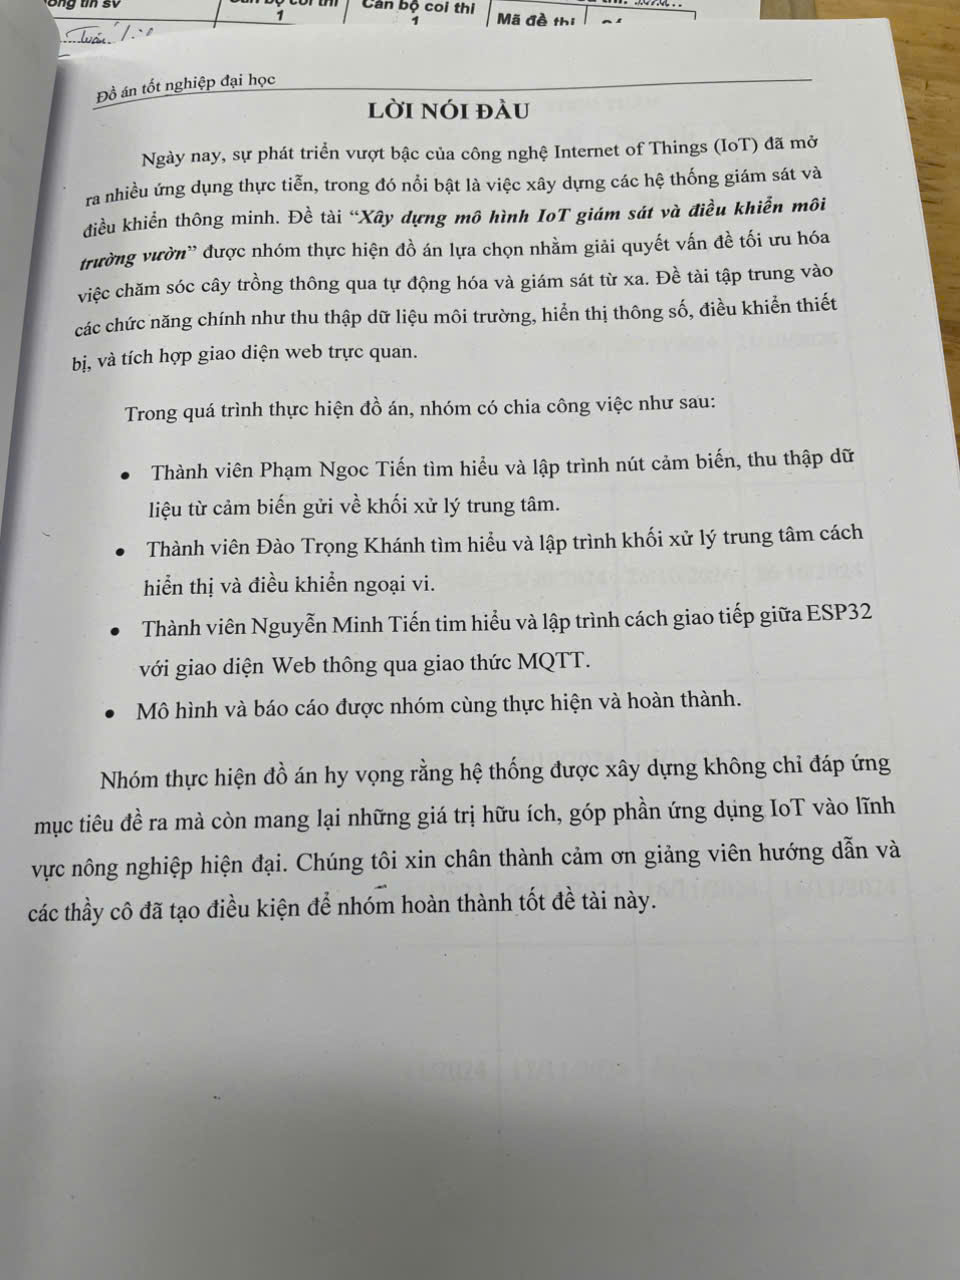 Cán bộ coi thi
1
1
Mã đề thi
Đồ án tốt nghiệp đại học
LỜI NÓI ĐẦU
Ngày nay, sự phát triển vượt bậc của công nghệ Internet of Things (IoT) đã mở
ra nhiều ứng dụng thực tiễn, trong đó nổi bật là việc xây dựng các hệ thống giám sát và
điều khiển thông minh. Đề tài “Xây dựng mô hình IoT giám sát và điều khiển môi
trường vườn” được nhóm thực hiện đồ án lựa chọn nhằm giải quyết vấn đề tối ưu hóa
việc chăm sóc cây trồng thông qua tự động hóa và giám sát từ xa. Đề tài tập trung vào
các chức năng chính như thu thập dữ liệu môi trường, hiển thị thông số, điều khiển thiết
bị, và tích hợp giao diện web trực quan.
Trong quá trình thực hiện đồ án, nhóm có chia công việc như sau:
• Thành viên Phạm Ngoc Tiến tìm hiểu và lập trình nút cảm biến, thu thập dữ
liệu từ cảm biến gửi về khối xử lý trung tâm.
• Thành viên Đào Trọng Khánh tìm hiểu và lập trình khối xử lý trung tâm cách
hiển thị và điều khiển ngoại vi.
• Thành viên Nguyễn Minh Tiến tim hiểu và lập trình cách giao tiếp giữa ESP32
với giao diện Web thông qua giao thức MQTT.
• Mô hình và báo cáo được nhóm cùng thực hiện và hoàn thành.
Nhóm thực hiện đồ án hy vọng rằng hệ thống được xây dựng không chỉ đáp ứng
mục tiêu đề ra mà còn mang lại những giá trị hữu ích, góp phần ứng dụng IoT vào lĩnh
vực nông nghiệp hiện đại. Chúng tôi xin chân thành cảm ơn giảng viên hướng dẫn và
các thầy cô đã tạo điều kiện để nhóm hoàn thành tốt đề tài này.